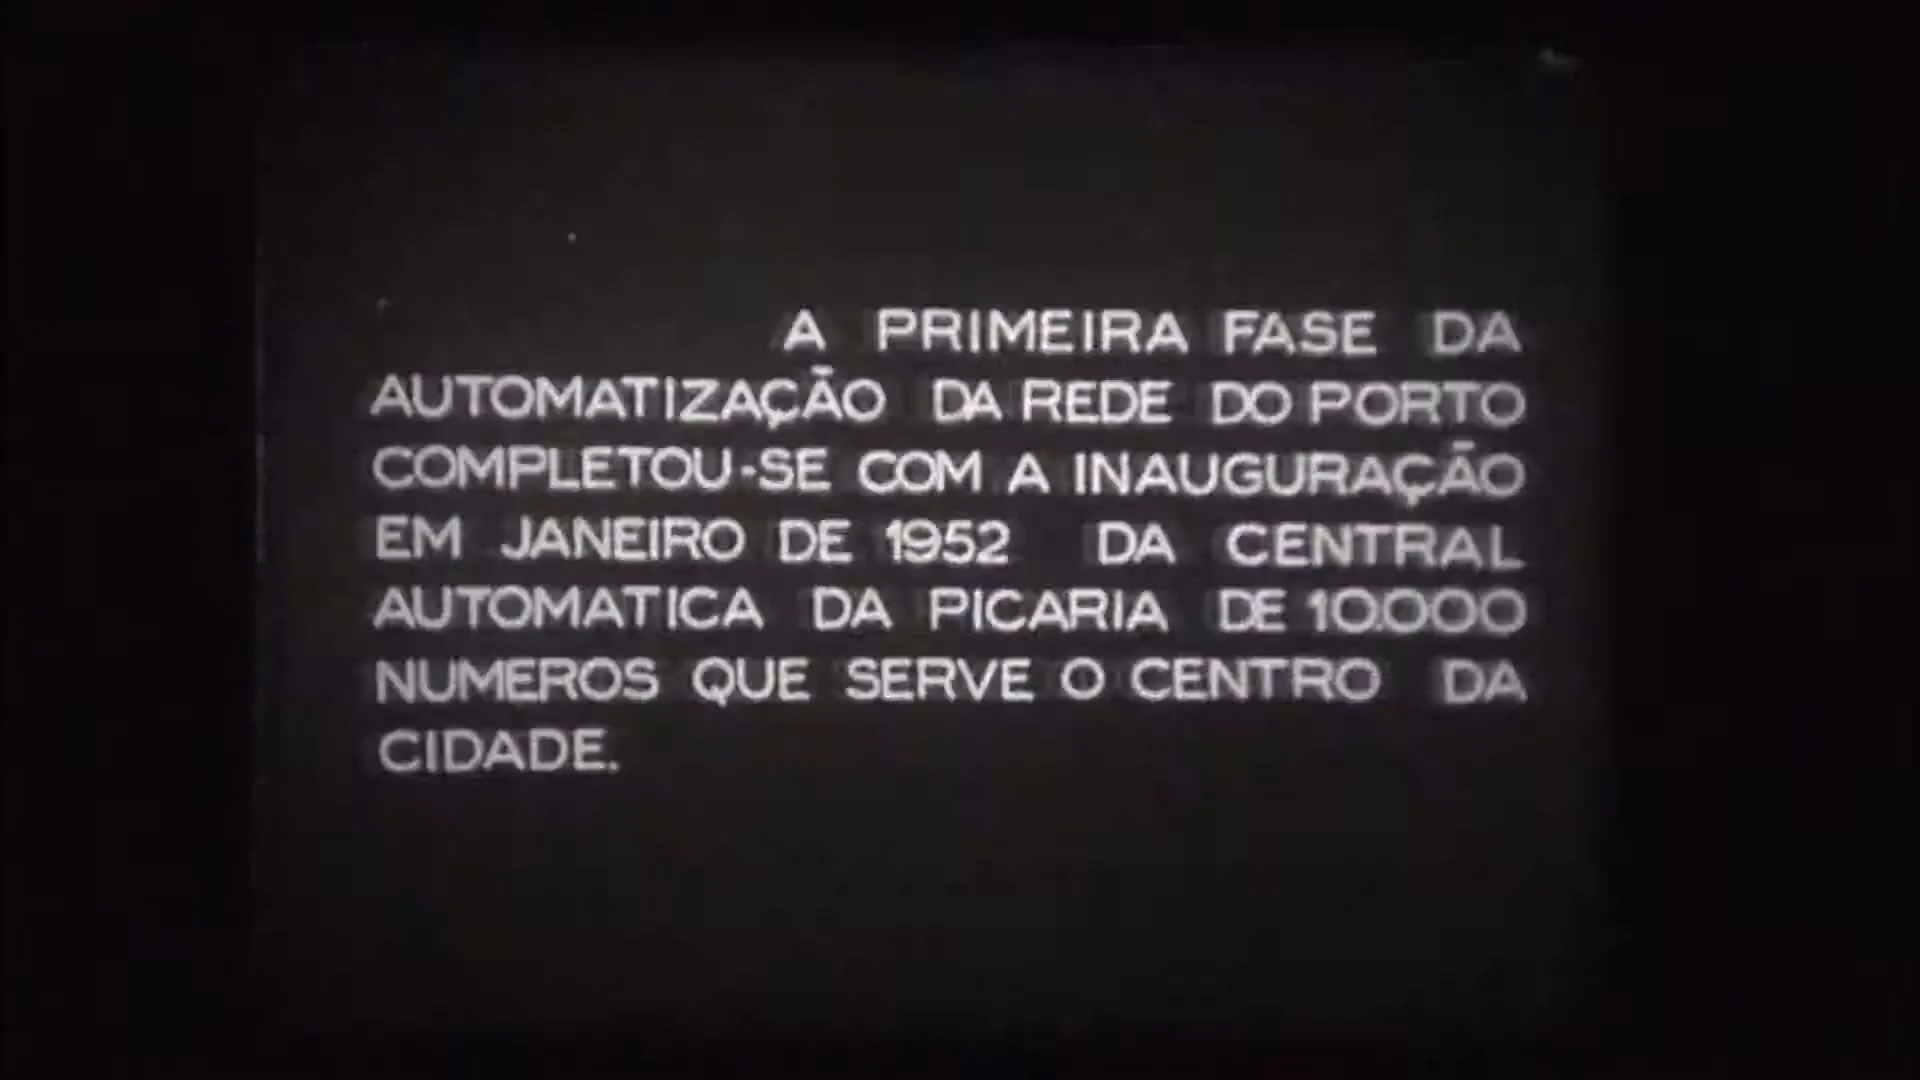 A PRIMEIRA FASE DA
AUTOMATIZAÇÃO DA REDE DO PORTO
COMPLETOU-SE COM A INAUGURAÇÃO
EM JANEIRO DE 1952 DA CENTRAL
AUTOMATICA DA PICARIA DE 10.000
NUMEROS QUE SERVE O CENTRO DA
CIDADE.